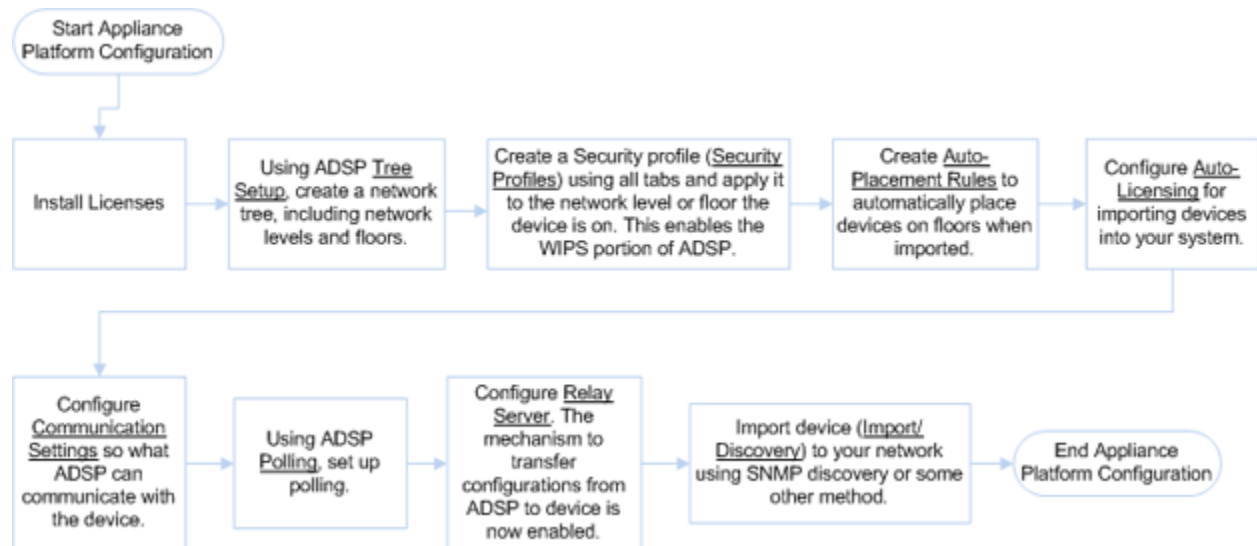 Start Appliance
Platform Configuration
Install Licenses
Using ADSP Tree
Setup, create a network
tree, including network
levels and floors.
Create a Security profile (Security
Profiles) using all tabs and apply it
to the network level or floor the
device is on. This enables the
WIPS portion of ADSP.
Create Auto-
Placement Rules to
automatically place
devices on floors when
imported.
Configure Auto-
Licensing for
importing devices
into your system.
Configure
Communication
Settings so what
ADSP can
communicate with
the device.
Using ADSP
Polling, set up
polling.
Configure Relay
Server. The
mechanism to
transfer
configurations from
ADSP to device is
now enabled.
Import device (Import/
Discovery) to your network
using SNMP discovery or some
other method.
End Appliance
Platform Configuration